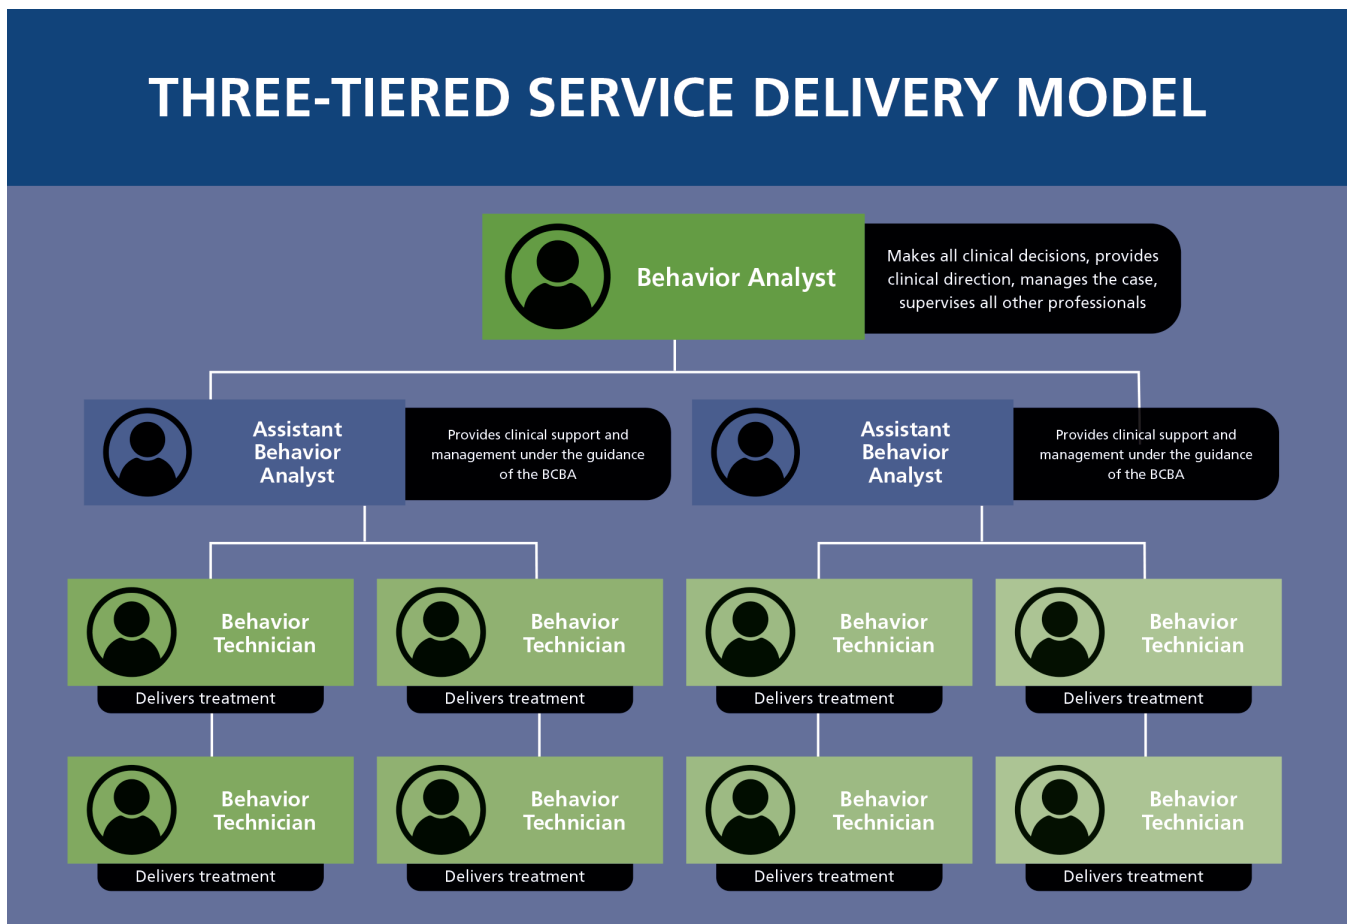 THREE-TIERED SERVICE DELIVERY MODEL
Behavior Analyst
Makes all clinical decisions, provides
clinical direction, manages the case,
supervises all other professionals
Assistant
Behavior
Analyst
Provides clinical support and
management under the guidance
of the BCBA
Assistant
Behavior
Analyst
Provides clinical support and
management under the guidance
of the BCBA
Behavior
Technician
Delivers treatment
Behavior
Technician
Delivers treatment
Behavior
Technician
Delivers treatment
Behavior
Technician
Delivers treatment
Behavior
Technician
Delivers treatment
Behavior
Technician
Delivers treatment
Behavior
Technician
Delivers treatment
Behavior
Technician
Delivers treatment